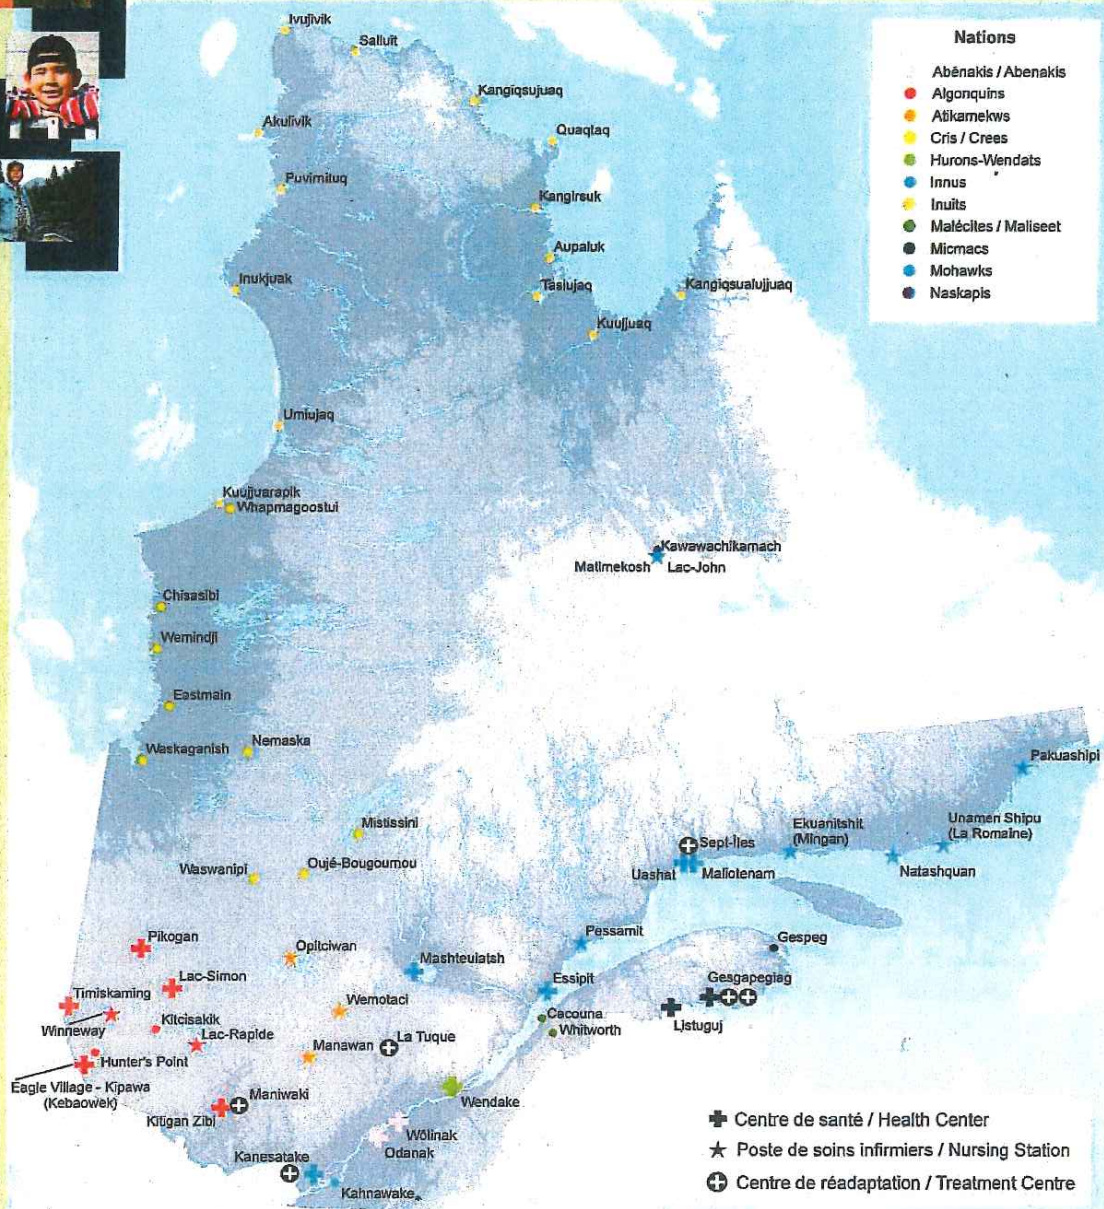 Nations
Abénakis / Abenakis
Algonquins
Atikamekws
Cris / Crees
Hurons-Wendats
Innus
Inuits
Malécites / Maliseet
Micmacs
Mohawks
Naskapis
Ivujivik
Salluit
Kangiqsujuaq
Akulivik
Quaqtaq
Puvirnituq
Kangirsuk
Aupaluk
Inukjuak
Tasiujaq
Kangiqsualujjuaq
Kuujjuaq
Umiujaq
Kuujjuarapik
Whapmagoostui
Kawawachikamach
Matimekosh Lac-John
Chisasibi
Wemindji
Eastmain
Waskaganish
Nemaska
Pakuashipi
Mistissini
Ekuanitshit
(Mingan)
Unamen Shipu
(La Romaine)
Sept-Îles
Waswanipi
Oujé-Bougoumou
Uashat
Maliotenam
Natashquan
Pikogan
Opitciwan
Pessamit
Gespeg
Mashteuiatsh
Lac-Simon
Essipit
Gesgapegiag
Timiskaming
Wemotaci
Winneway
Kitcisakik
Cacouna
Whitworth
Listuguj
Lac-Rapide
Manawan
La Tuque
Hunter's Point
Eagle Village - Kipawa
(Kebaowek)
Maniwaki
Wendake
Kitigan Zibi
Wôlinak
Odanak
Kanesatake
Kahnawake
Centre de santé / Health Center
Poste de soins infirmiers / Nursing Station
Centre de réadaptation / Treatment Centre